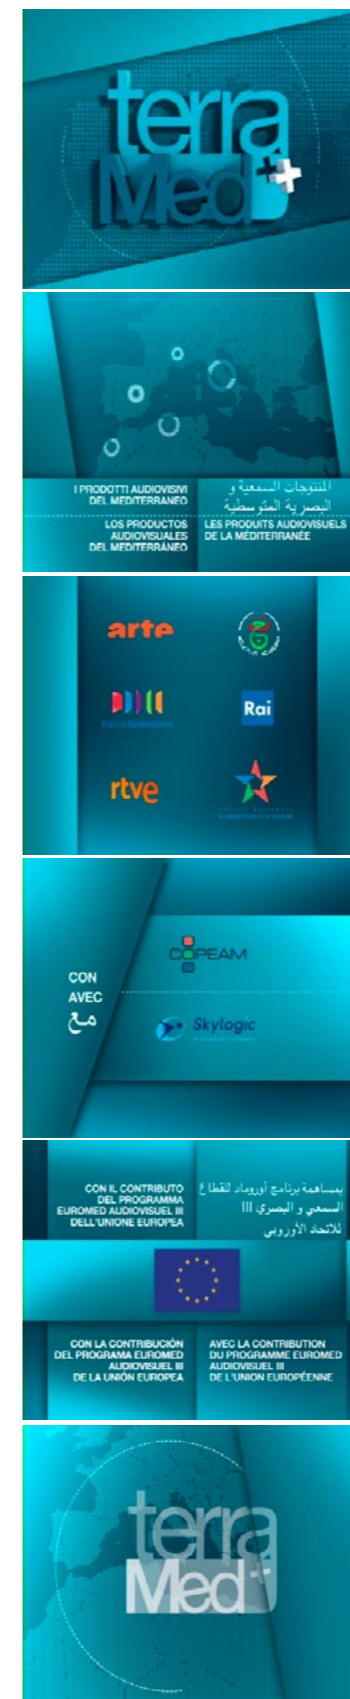 terra
Med+
I PRODOTTI AUDIOVISIVI
DEL MEDITERRANEO
المنتوجات السمعية و
البصرية المتوسطية
LOS PRODUCTOS
AUDIOVISUALES
DEL MEDITERRÁNEO
LES PRODUITS AUDIOVISUELS
DE LA MÉDITERRANÉE
arte
francetélévisions
Rai
rtve
CON
AVEC
مع
COPEAM
Skylogic
CON IL CONTRIBUTO
DEL PROGRAMMA
EUROMED AUDIOVISUEL III
DELL'UNIONE EUROPEA
بمساهمة برنامج أوروماد للقطاع
السمعي و البصري III
للاتحاد الأوروبي
CON LA CONTRIBUCIÓN
DEL PROGRAMA EUROMED
AUDIOVISUAL III
DE LA UNIÓN EUROPEA
AVEC LA CONTRIBUTION
DU PROGRAMME EUROMED
AUDIOVISUEL III
DE L'UNION EUROPÉENNE
terra
Med+